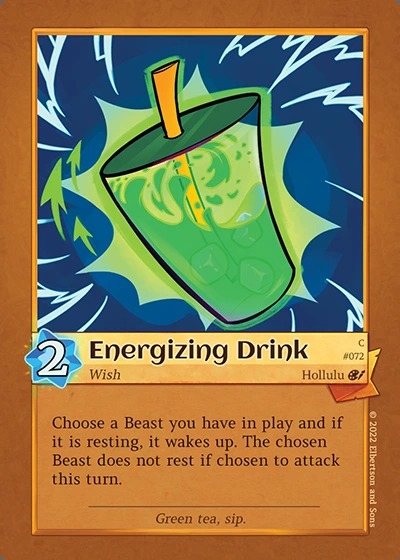 2
Energizing Drink
C
#072
Wish
Hollulu
Choose a Beast you have in play and if
it is resting, it wakes up. The chosen
Beast does not rest if chosen to attack
this turn.
Green tea, sip.
© 2022 Elbertson and Sons